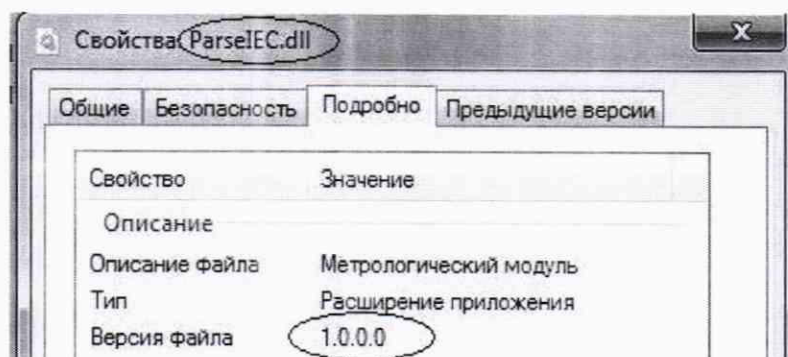 Свойства: ParseIEC.dll
X
Общие Безопасность Подробно Предыдущие версии
Свойство Значение
Описание
Описание файла Метрологический модуль
Тип Расширение приложения
Версия файла 1.0.0.0